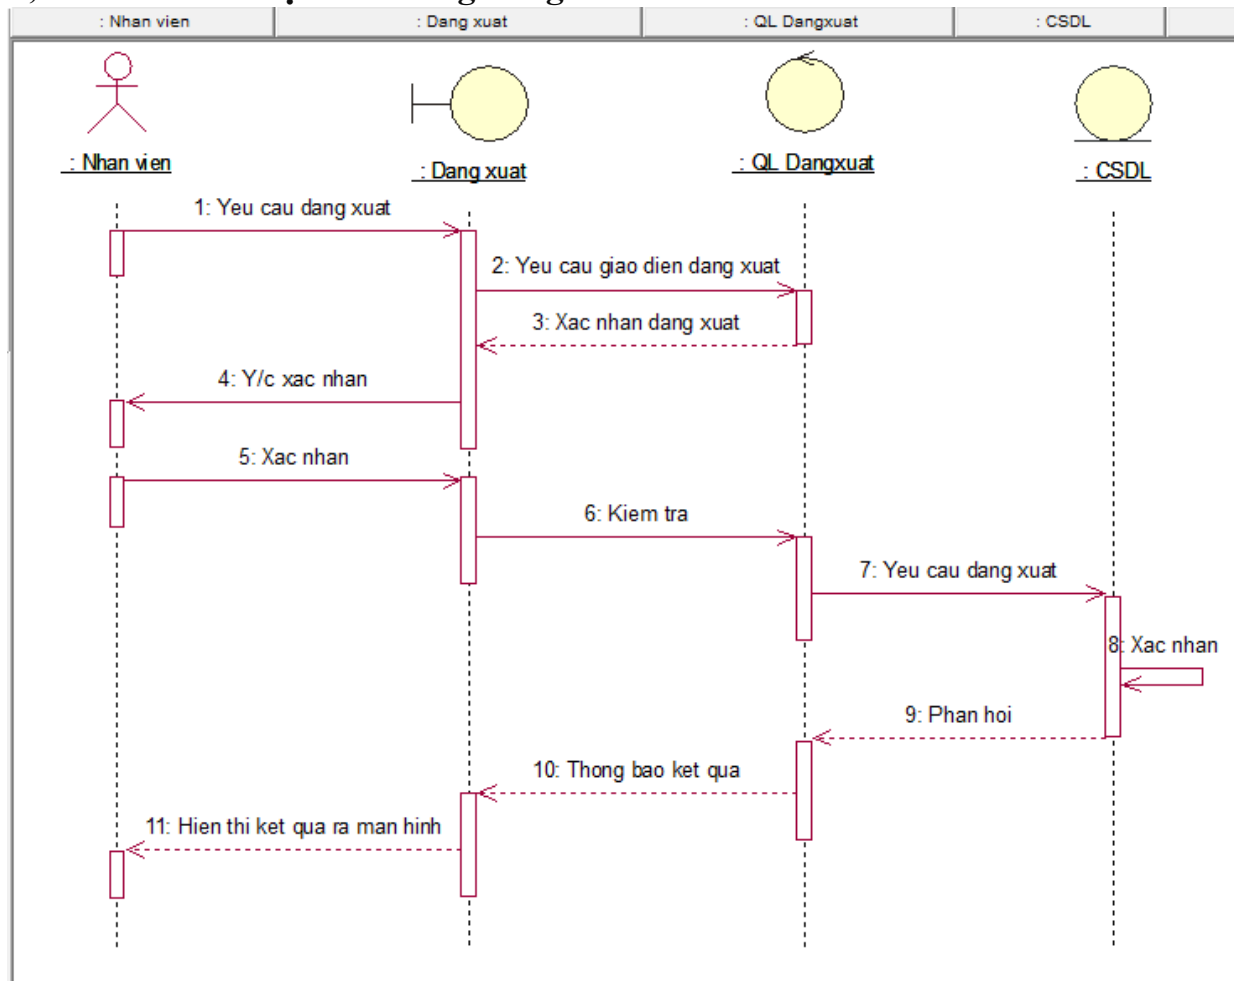 : Nhan vien
: Dang xuat
: QL Dangxuat
: CSDL
: Nhan vien
: Dang xuat
: QL Dangxuat
: CSDL
1: Yeu cau dang xuat
2: Yeu cau giao dien dang xuat
3: Xac nhan dang xuat
4: Y/c xac nhan
5: Xac nhan
6: Kiem tra
7: Yeu cau dang xuat
8: Xac nhan
9: Phan hoi
10: Thong bao ket qua
11: Hien thi ket qua ra man hinh